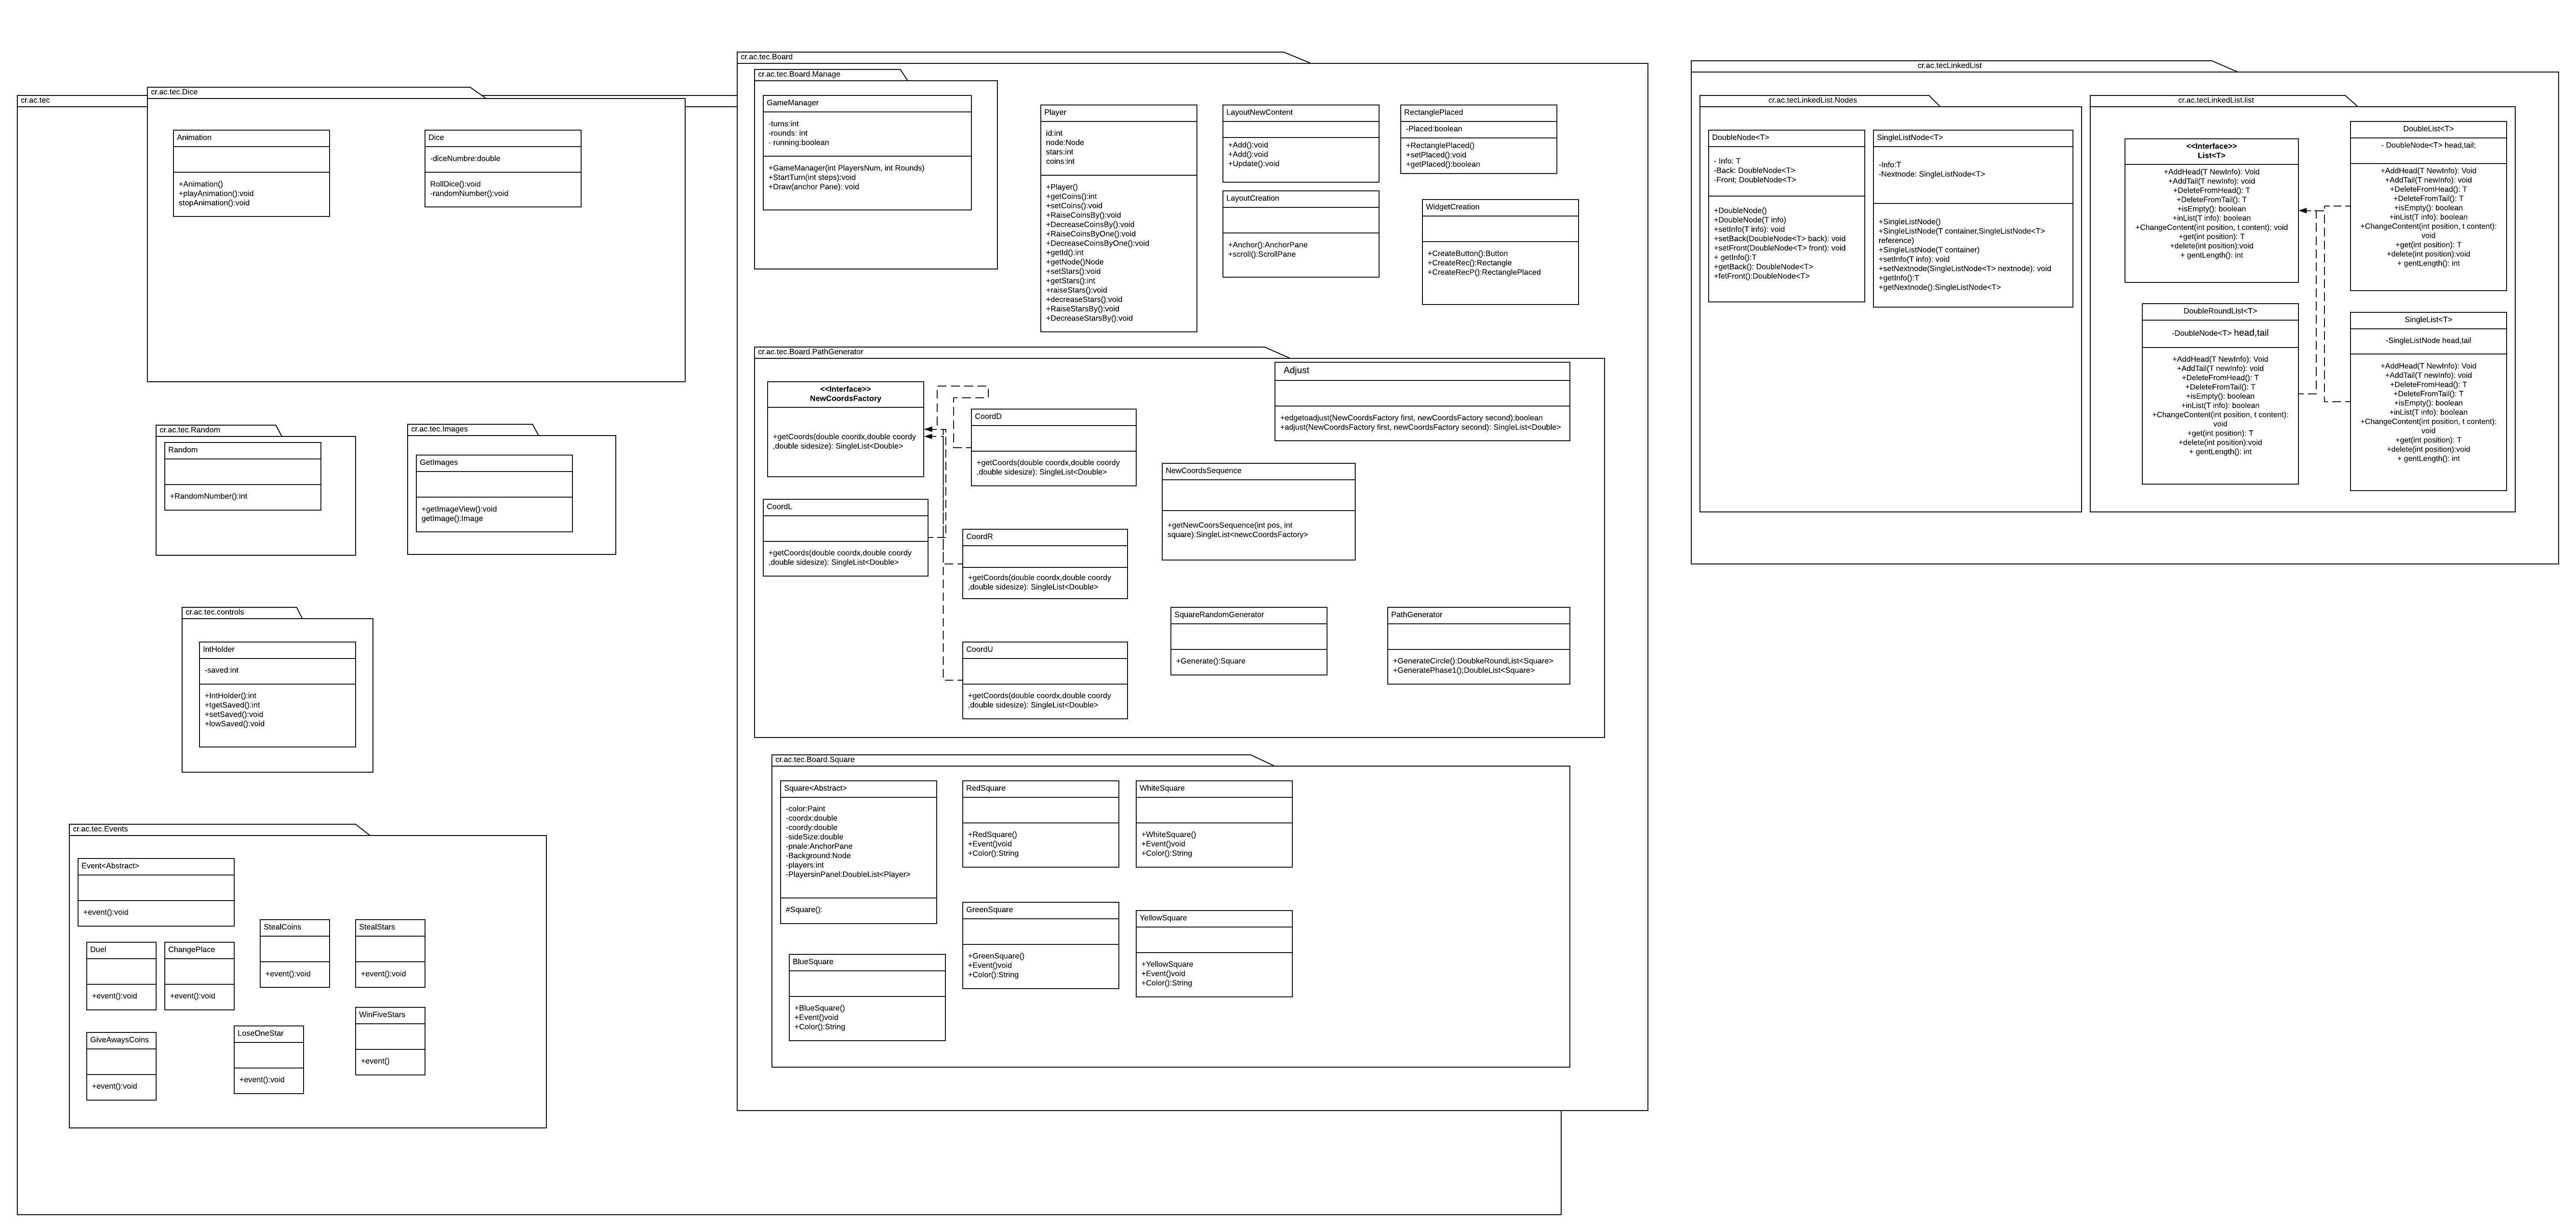 cr.ac.tec
cr.ac.tec.Dice
Animation
+Animation()
+playAnimation():void
stopAnimation():void
Dice
-diceNumbre:double
RollDice():void
-randomNumber():void
cr.ac.tec.Random
Random
+RandomNumber():int
cr.ac.tec.Images
GetImages
+getImageView():void
getImage():Image
cr.ac.tec.controls
IntHolder
-saved:int
+IntHolder():int
+tgetSaved():int
+setSaved():void
+lowSaved():void
cr.ac.tec.Events
Event<Abstract>
+event():void
Duel
+event():void
ChangePlace
+event():void
StealCoins
+event():void
StealStars
+event():void
GiveAwaysCoins
+event():void
LoseOneStar
+event():void
WinFiveStars
+event()
cr.ac.tec.Board
cr.ac.tec.Board.Manage
GameManager
-turns:int
-rounds: int
- running:boolean
+GameManager(int PlayersNum, int Rounds)
+StartTurn(int steps):void
+Draw(anchor Pane): void
Player
id:int
node:Node
stars:int
coins:int
+Player()
+getCoins():int
+setCoins():void
+RaiseCoinsBy():void
+DecreaseCoinsBy():void
+RaiseCoinsByOne():void
+DecreaseCoinsByOne():void
+getId():int
+getNode()Node
+setStars():void
+getStars():int
+raiseStars():void
+decreaseStars():void
+RaiseStarsBy():void
+DecreaseStarsBy():void
LayoutNewContent
+Add():void
+Add():void
+Update():void
LayoutCreation
+Anchor():AnchorPane
+scroll():ScrollPane
RectanglePlaced
-Placed:boolean
+RectanglePlaced()
+setPlaced():void
+getPlaced():boolean
WidgetCreation
+CreateButton():Button
+CreateRec():Rectangle
+CreateRecP():RectanglePlaced
cr.ac.tec.Board.PathGenerator
<<Interface>>
NewCoordsFactory
+getCoords(double coordx,double coordy
,double sidesize): SingleList<Double>
CoordL
+getCoords(double coordx,double coordy
,double sidesize): SingleList<Double>
CoordD
+getCoords(double coordx,double coordy
,double sidesize): SingleList<Double>
CoordR
+getCoords(double coordx,double coordy
,double sidesize): SingleList<Double>
CoordU
+getCoords(double coordx,double coordy
,double sidesize): SingleList<Double>
Adjust
+edgetoadjust(NewCoordsFactory first, newCoordsFactory second):boolean
+adjust(NewCoordsFactory first, newCoordsFactory second): SingleList<Double>
NewCoordsSequence
+getNewCoorsSequence(int pos, int
square):SingleList<newcCoordsFactory>
SquareRandomGenerator
+Generate():Square
PathGenerator
+GenerateCircle():DoubkeRoundList<Square>
+GeneratePhase1();DoubleList<Square>
cr.ac.tec.Board.Square
Square<Abstract>
-color:Paint
-coordx:double
-coordy:double
-sideSize:double
-pnale:AnchorPane
-Background:Node
-players:int
-PlayersinPanel:DoubleList<Player>
#Square():
RedSquare
+RedSquare()
+Event()void
+Color():String
WhiteSquare
+WhiteSquare()
+Event()void
+Color():String
GreenSquare
+GreenSquare()
+Event()void
+Color():String
YellowSquare
+YellowSquare
+Event()void
+Color():String
BlueSquare
+BlueSquare()
+Event()void
+Color():String
cr.ac.tecLinkedList
cr.ac.tecLinkedList.Nodes
DoubleNode<T>
- Info: T
-Back: DoubleNode<T>
-Front; DoubleNode<T>
+DoubleNode()
+DoubleNode(T info)
+setInfo(T info): void
+setBack(DoubleNode<T> back): void
+setFront(DoubleNode<T> front): void
+ getInfo():T
+getBack(): DoubleNode<T>
+fetFront():DoubleNode<T>
SingleListNode<T>
-Info:T
-Nextnode: SingleListNode<T>
+SingleListNode()
+SingleListNode(T container,SingleListNode<T>
reference)
+SingleListNode(T container)
+setInfo(T info): void
+setNextnode(SingleListNode<T> nextnode): void
+getInfo():T
+getNextnode():SingleListNode<T>
cr.ac.tecLinkedList.list
<<Interface>>
List<T>
+AddHead(T NewInfo): Void
+AddTail(T newInfo): void
+DeleteFromHead(): T
+DeleteFromTail(): T
+isEmpty(): boolean
+inList(T info): boolean
+ChangeContent(int position, t content): void
+get(int position): T
+delete(int position):void
+ gentLength(): int
DoubleRoundList<T>
-DoubleNode<T> head,tail
+AddHead(T NewInfo): Void
+AddTail(T newInfo): void
+DeleteFromHead(): T
+DeleteFromTail(): T
+isEmpty(): boolean
+inList(T info): boolean
+ChangeContent(int position, t content):
void
+get(int position): T
+delete(int position):void
+ gentLength(): int
DoubleList<T>
- DoubleNode<T> head,tail;
+AddHead(T NewInfo): Void
+AddTail(T newInfo): void
+DeleteFromHead(): T
+DeleteFromTail(): T
+isEmpty(): boolean
+inList(T info): boolean
+ChangeContent(int position, t content):
void
+get(int position): T
+delete(int position):void
+ gentLength(): int
SingleList<T>
-SingleListNode head,tail
+AddHead(T NewInfo): Void
+AddTail(T newInfo): void
+DeleteFromHead(): T
+DeleteFromTail(): T
+isEmpty(): boolean
+inList(T info): boolean
+ChangeContent(int position, t content):
void
+get(int position): T
+delete(int position):void
+ gentLength(): int